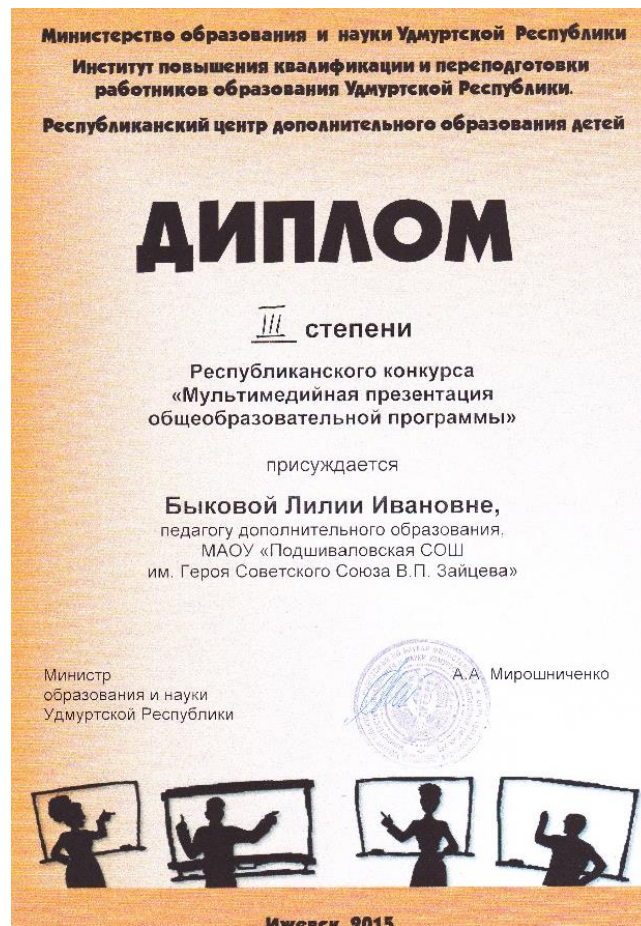 Министерство образования и науки Удмуртской Республики
Институт повышения квалификации и переподготовки
работников образования Удмуртской Республики.
Республиканский центр дополнительного образования детей
ДИПЛОМ
III степени
Республиканского конкурса
«Мультимедийная презентация
общеобразовательной программы»
присуждается
Быковой Лилии Ивановне,
педагогу дополнительного образования,
МАОУ «Подшиваловская СОШ
им. Героя Советского Союза В.П. Зайцева»
Министр
образования и науки
Удмуртской Республики
А.А. Мирошниченко
Ижевск 2015